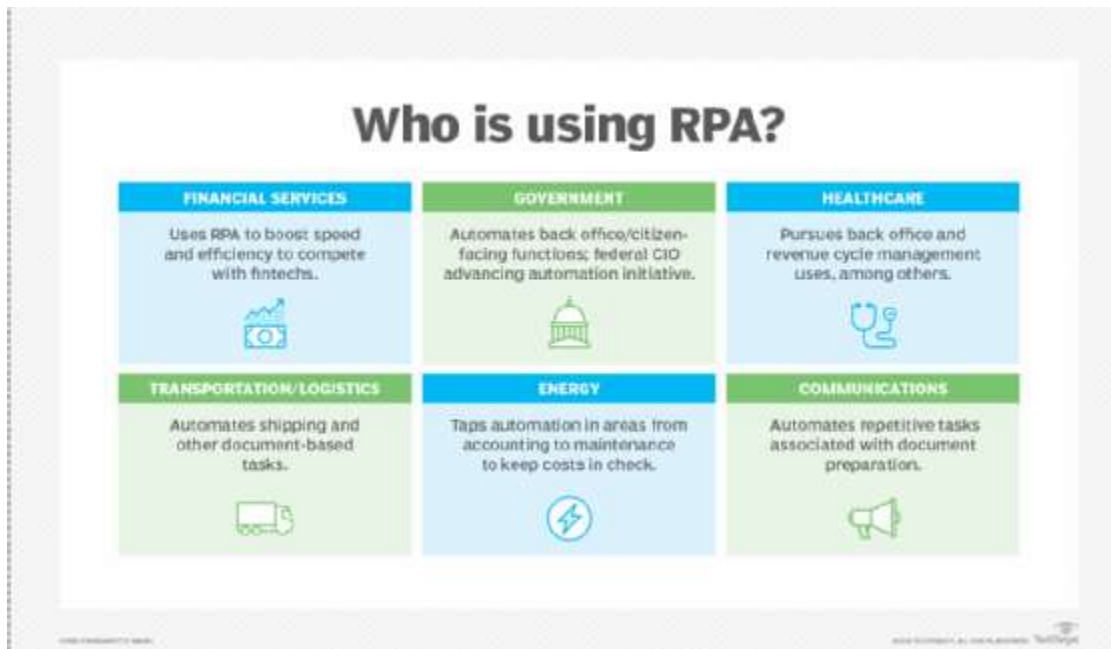 Who is using RPA?
FINANCIAL SERVICES
Uses RPA to boost speed
and efficiency to compete
with fintechs.
GOVERNMENT
Automates back office/citizen-
facing functions; federal CIO
advancing automation initiative.
HEALTHCARE
Pursues back office and
revenue cycle management
uses, among others.
TRANSPORTATION/LOGISTICS
Automates shipping and
other document-based
tasks.
ENERGY
Taps automation in areas from
accounting to maintenance
to keep costs in check.
COMMUNICATIONS
Automates repetitive tasks
associated with document
preparation.
TechTarget